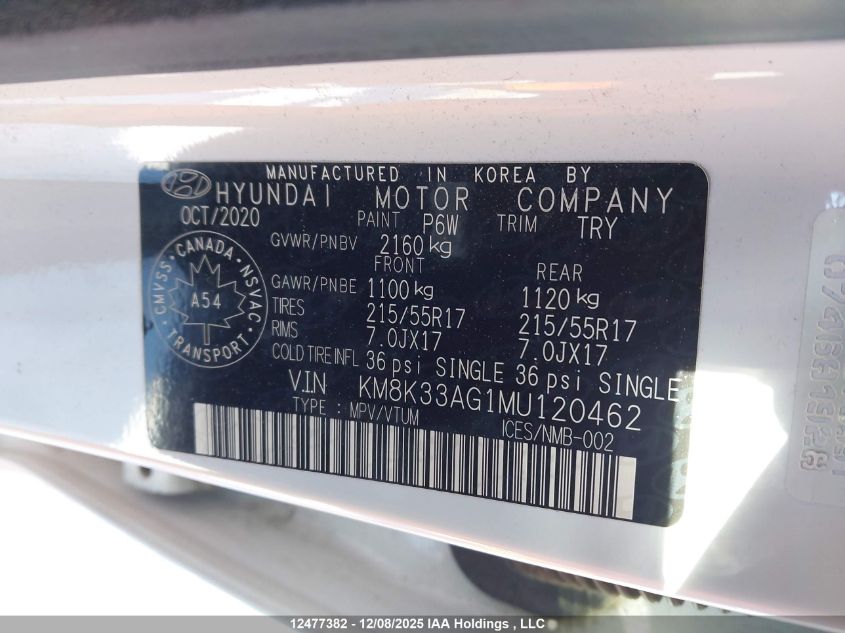 MANUFACTURED IN KOREA BY
HYUNDAI MOTOR COMPANY
OCT/2020 PAINT P6W TRIM TRY
GVWR/PNBV 2160 kg
FRONT REAR
GAWR/PNBE 1100 kg 1120 kg
TIRES 215/55R17 215/55R17
RIMS 7.0JX17 7.0JX17
COLD TIRE INFL 36 psi SINGLE 36 psi SINGLE
V.I.N KM8K33AG1MU120462
TYPE : MPV/VTUM ICES/NMB-002
CANADA
CMVSS NSVAC
A54
TRANSPORT
12477382 - 12/08/2025 IAA Holdings, LLC